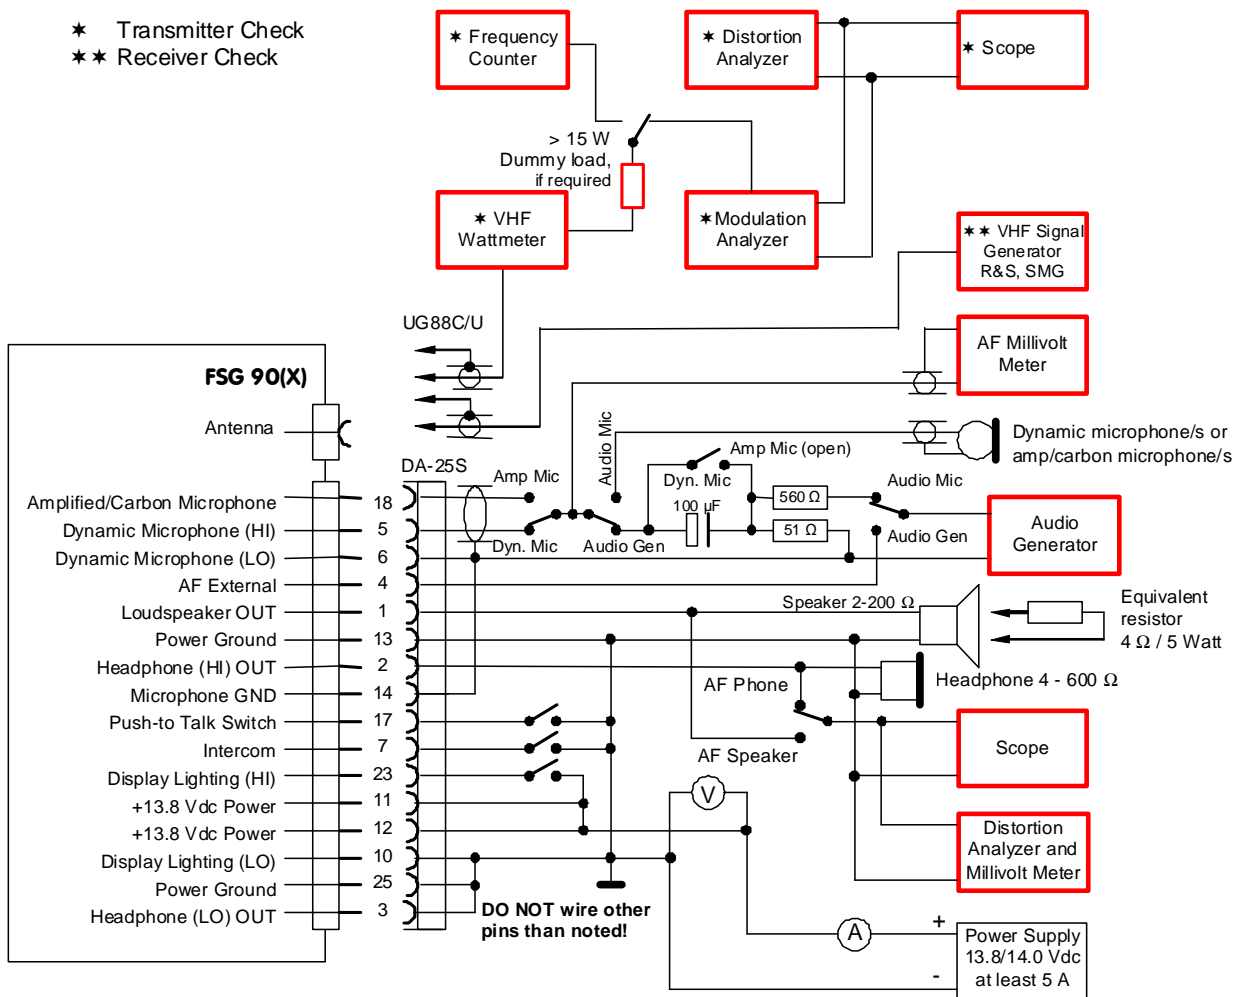 ★ Transmitter Check
★★ Receiver Check
★ Frequency
Counter
★ Distortion
Analyzer
★ Scope
> 15 W
Dummy load,
if required
★ VHF
Wattmeter
★ Modulation
Analyzer
★★ VHF Signal
Generator
R&S, SMG
UG88C/U
AF Millivolt
Meter
FSG 90(X)
Antenna
DA-25S
Amp Mic
Audio Mic
Amp Mic (open)
Dyn. Mic
Dynamic microphone/s or
amp/carbon microphone/s
100 µF
560 Ω
51 Ω
Audio Mic
Audio Gen
Dyn. Mic
Audio Gen
Audio
Generator
Amplified/Carbon Microphone 18
Dynamic Microphone (HI) 5
Dynamic Microphone (LO) 6
AF External 4
Loudspeaker OUT 1
Power Ground 13
Headphone (HI) OUT 2
Microphone GND 14
Push-to Talk Switch 17
Intercom 7
Display Lighting (HI) 23
+13.8 Vdc Power 11
+13.8 Vdc Power 12
Display Lighting (LO) 10
Power Ground 25
Headphone (LO) OUT 3
Speaker 2-200 Ω
Equivalent
resistor
4 Ω / 5 Watt
Headphone 4 - 600 Ω
AF Phone
AF Speaker
Scope
V
Distortion
Analyzer and
Millivolt Meter
DO NOT wire other
pins than noted!
A
+
-
Power Supply
13.8/14.0 Vdc
at least 5 A